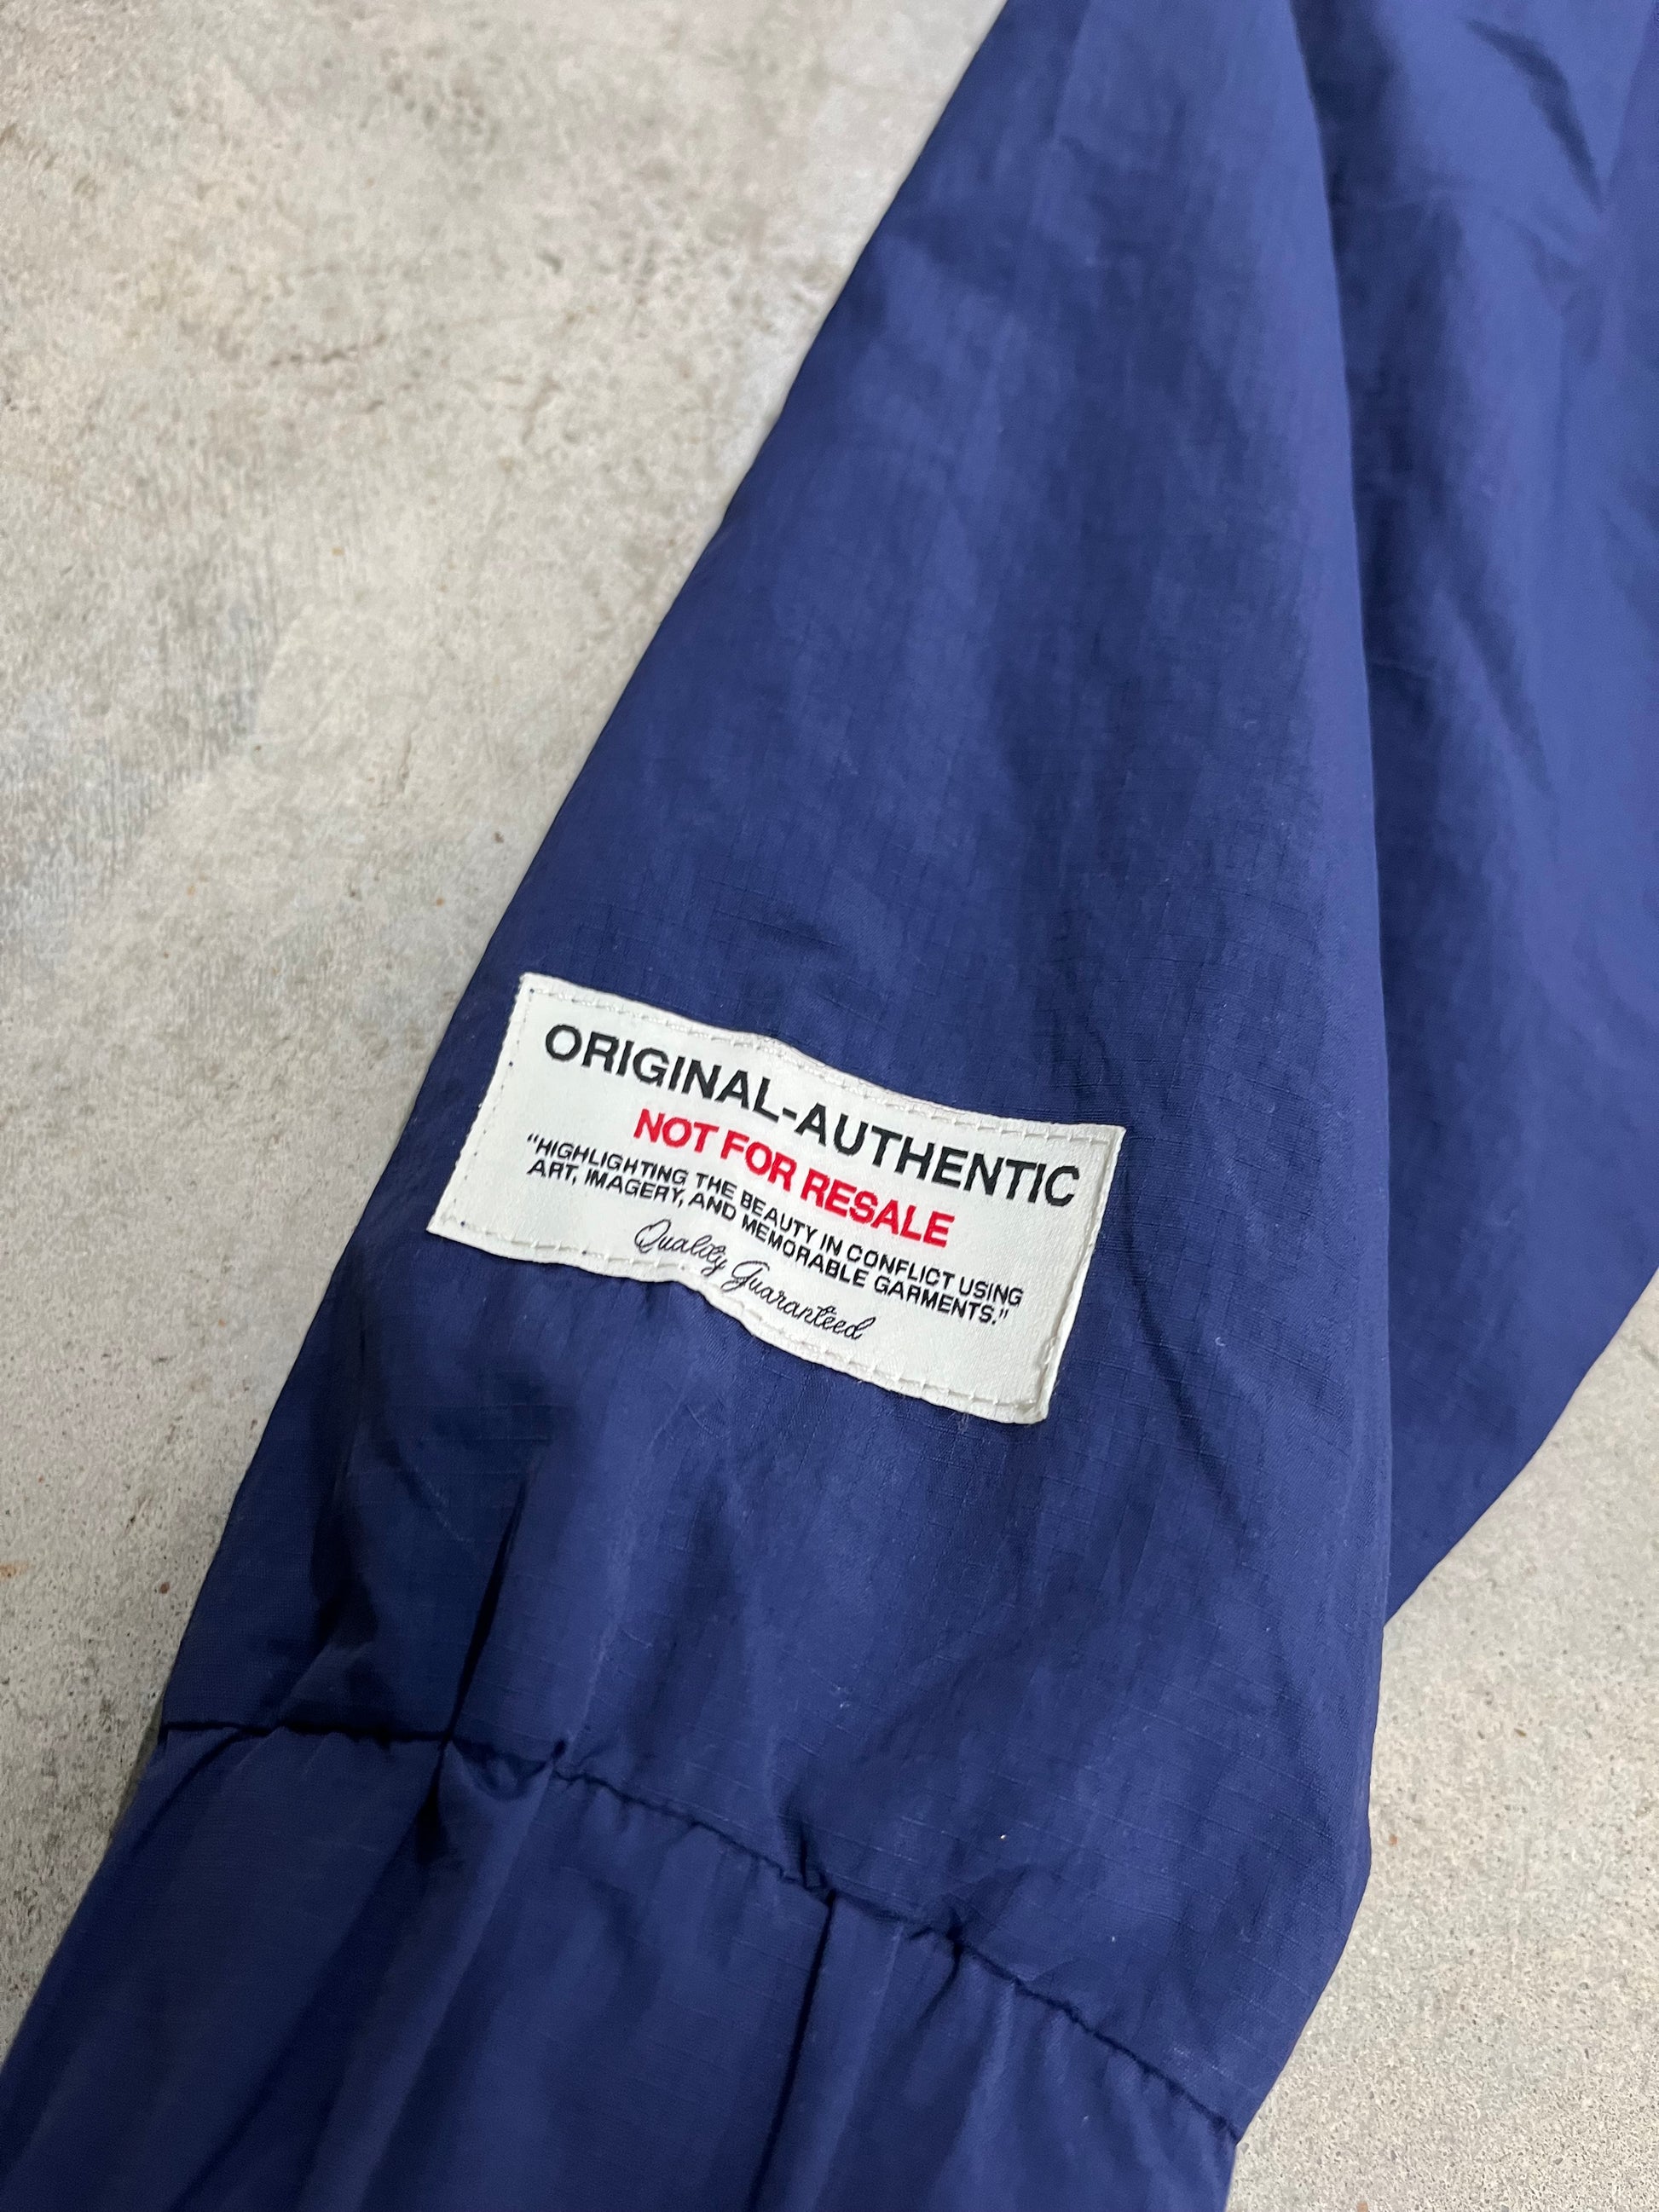 ORIGINAL-AUTHENTIC
NOT FOR RESALE
“HIGHLIGHTING THE BEAUTY IN CONFLICT USING
ART, IMAGERY, AND MEMORABLE GARMENTS.”
Quality Guaranteed